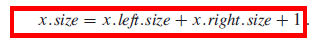 x.size = x.left.size + x.right.size + 1.